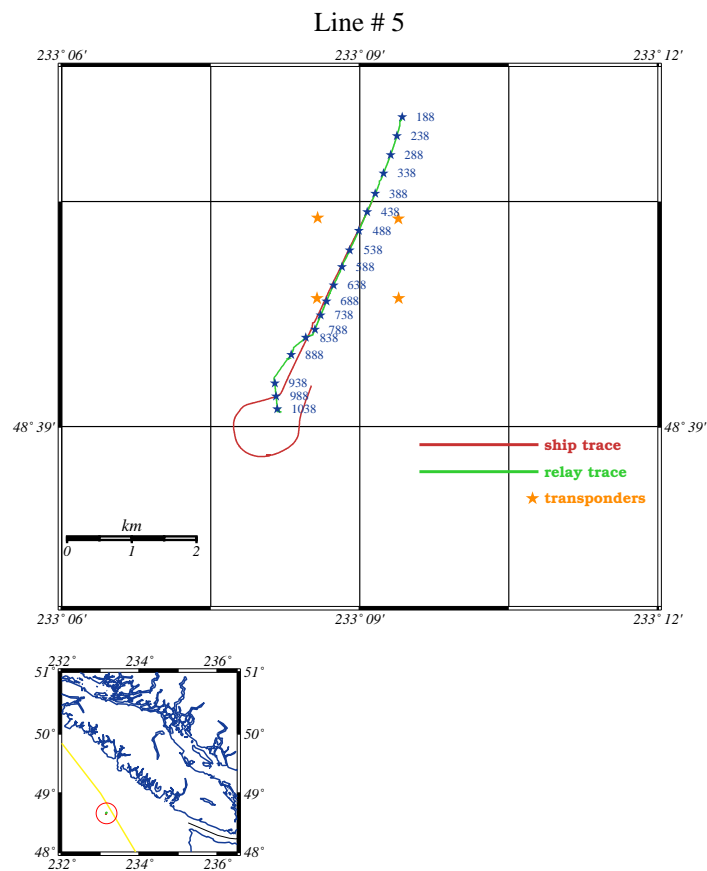 Line # 5
233° 06' 233° 09' 233° 12'
188
238
288
338
388
438
488
538
588
638
688
738
788
838
888
938
988
1038
48° 39' 48° 39'
ship trace
relay trace
transponders
km
0 1 2
233° 06' 233° 09' 233° 12'
232 234 236
51° 51°
50° 50°
49° 49°
48° 48°
232 234 236